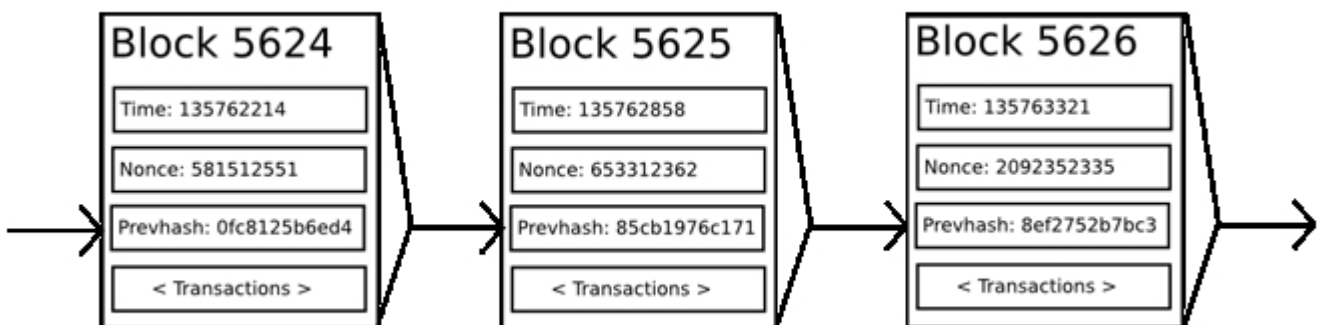 Block 5624
Time: 135762214
Nonce: 581512551
Prevhash: 0fc8125b6ed4
< Transactions >
Block 5625
Time: 135762858
Nonce: 653312362
Prevhash: 85cb1976c171
< Transactions >
Block 5626
Time: 135763321
Nonce: 2092352335
Prevhash: 8ef2752b7bc3
< Transactions >